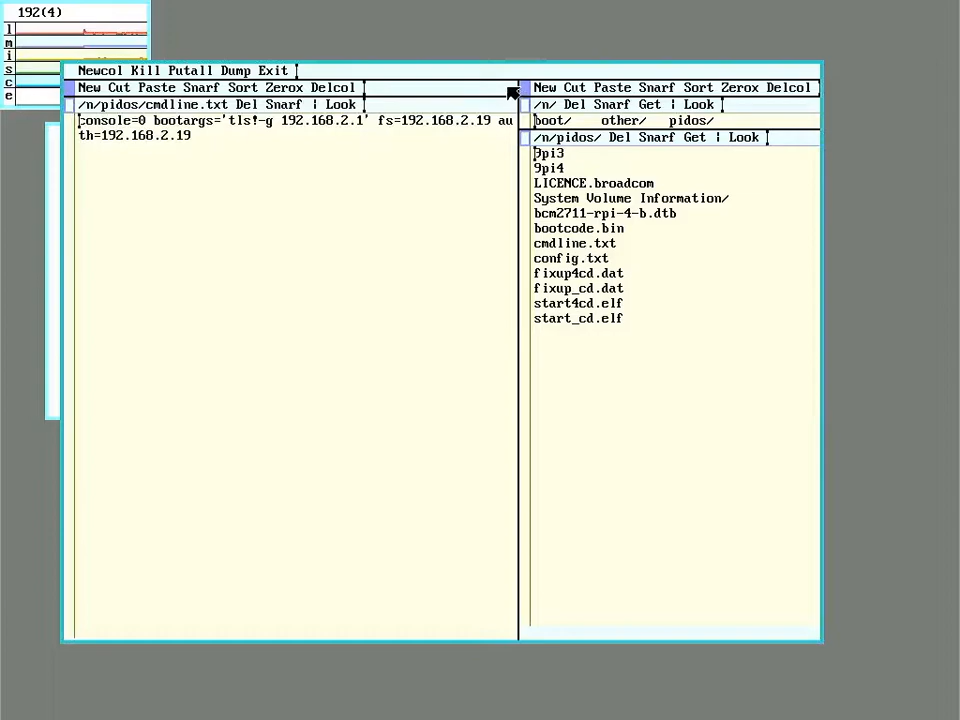 192(4)
l
m
i
s
c
e
Newcol Kill Putall Dump Exit
New Cut Paste Snarf Sort Zerox Delcol
/n/pidos/cmdline.txt Del Snarf | Look
console=0 bootargs='tls!-g 192.168.2.1' fs=192.168.2.19 au
th=192.168.2.19
New Cut Paste Snarf Sort Zerox Delcol
/n/ Del Snarf Get | Look
boot/ other/ pidos/
/n/pidos/ Del Snarf Get | Look
9pi3
9pi4
LICENCE.broadcom
System Volume Information/
bcm2711-rpi-4-b.dtb
bootcode.bin
cmdline.txt
config.txt
fixup4cd.dat
fixup_cd.dat
start4cd.elf
start_cd.elf